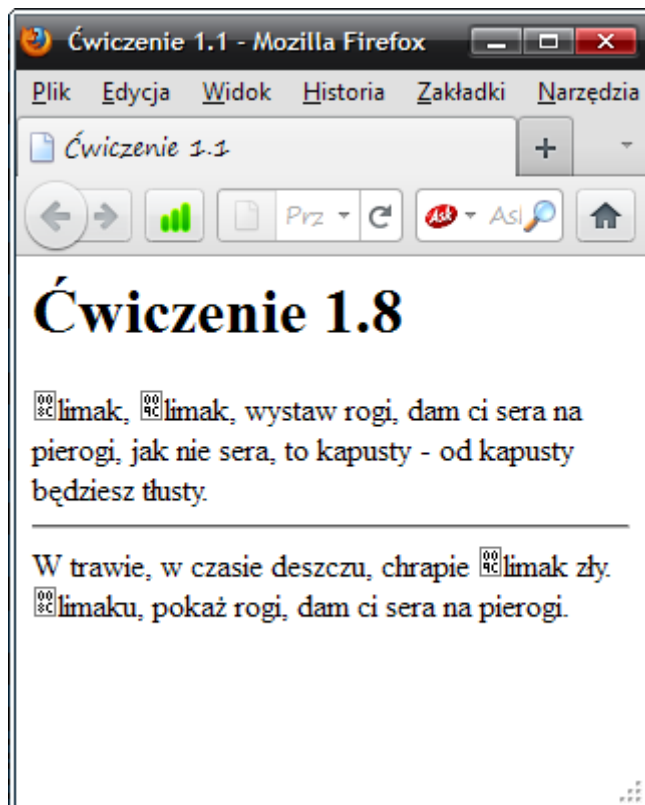 Ćwiczenie 1.1 - Mozilla Firefox
Plik Edycja Widok Historia Zakładki Narzędzia
Ćwiczenie 1.1
Prz Ask Ask
Ćwiczenie 1.8
limak, limak, wystaw rogi, dam ci sera na
pierogi, jak nie sera, to kapusty - od kapusty
będziesz tłusty.
W trawie, w czasie deszczu, chrapie limak zły.
limaku, pokaż rogi, dam ci sera na pierogi.